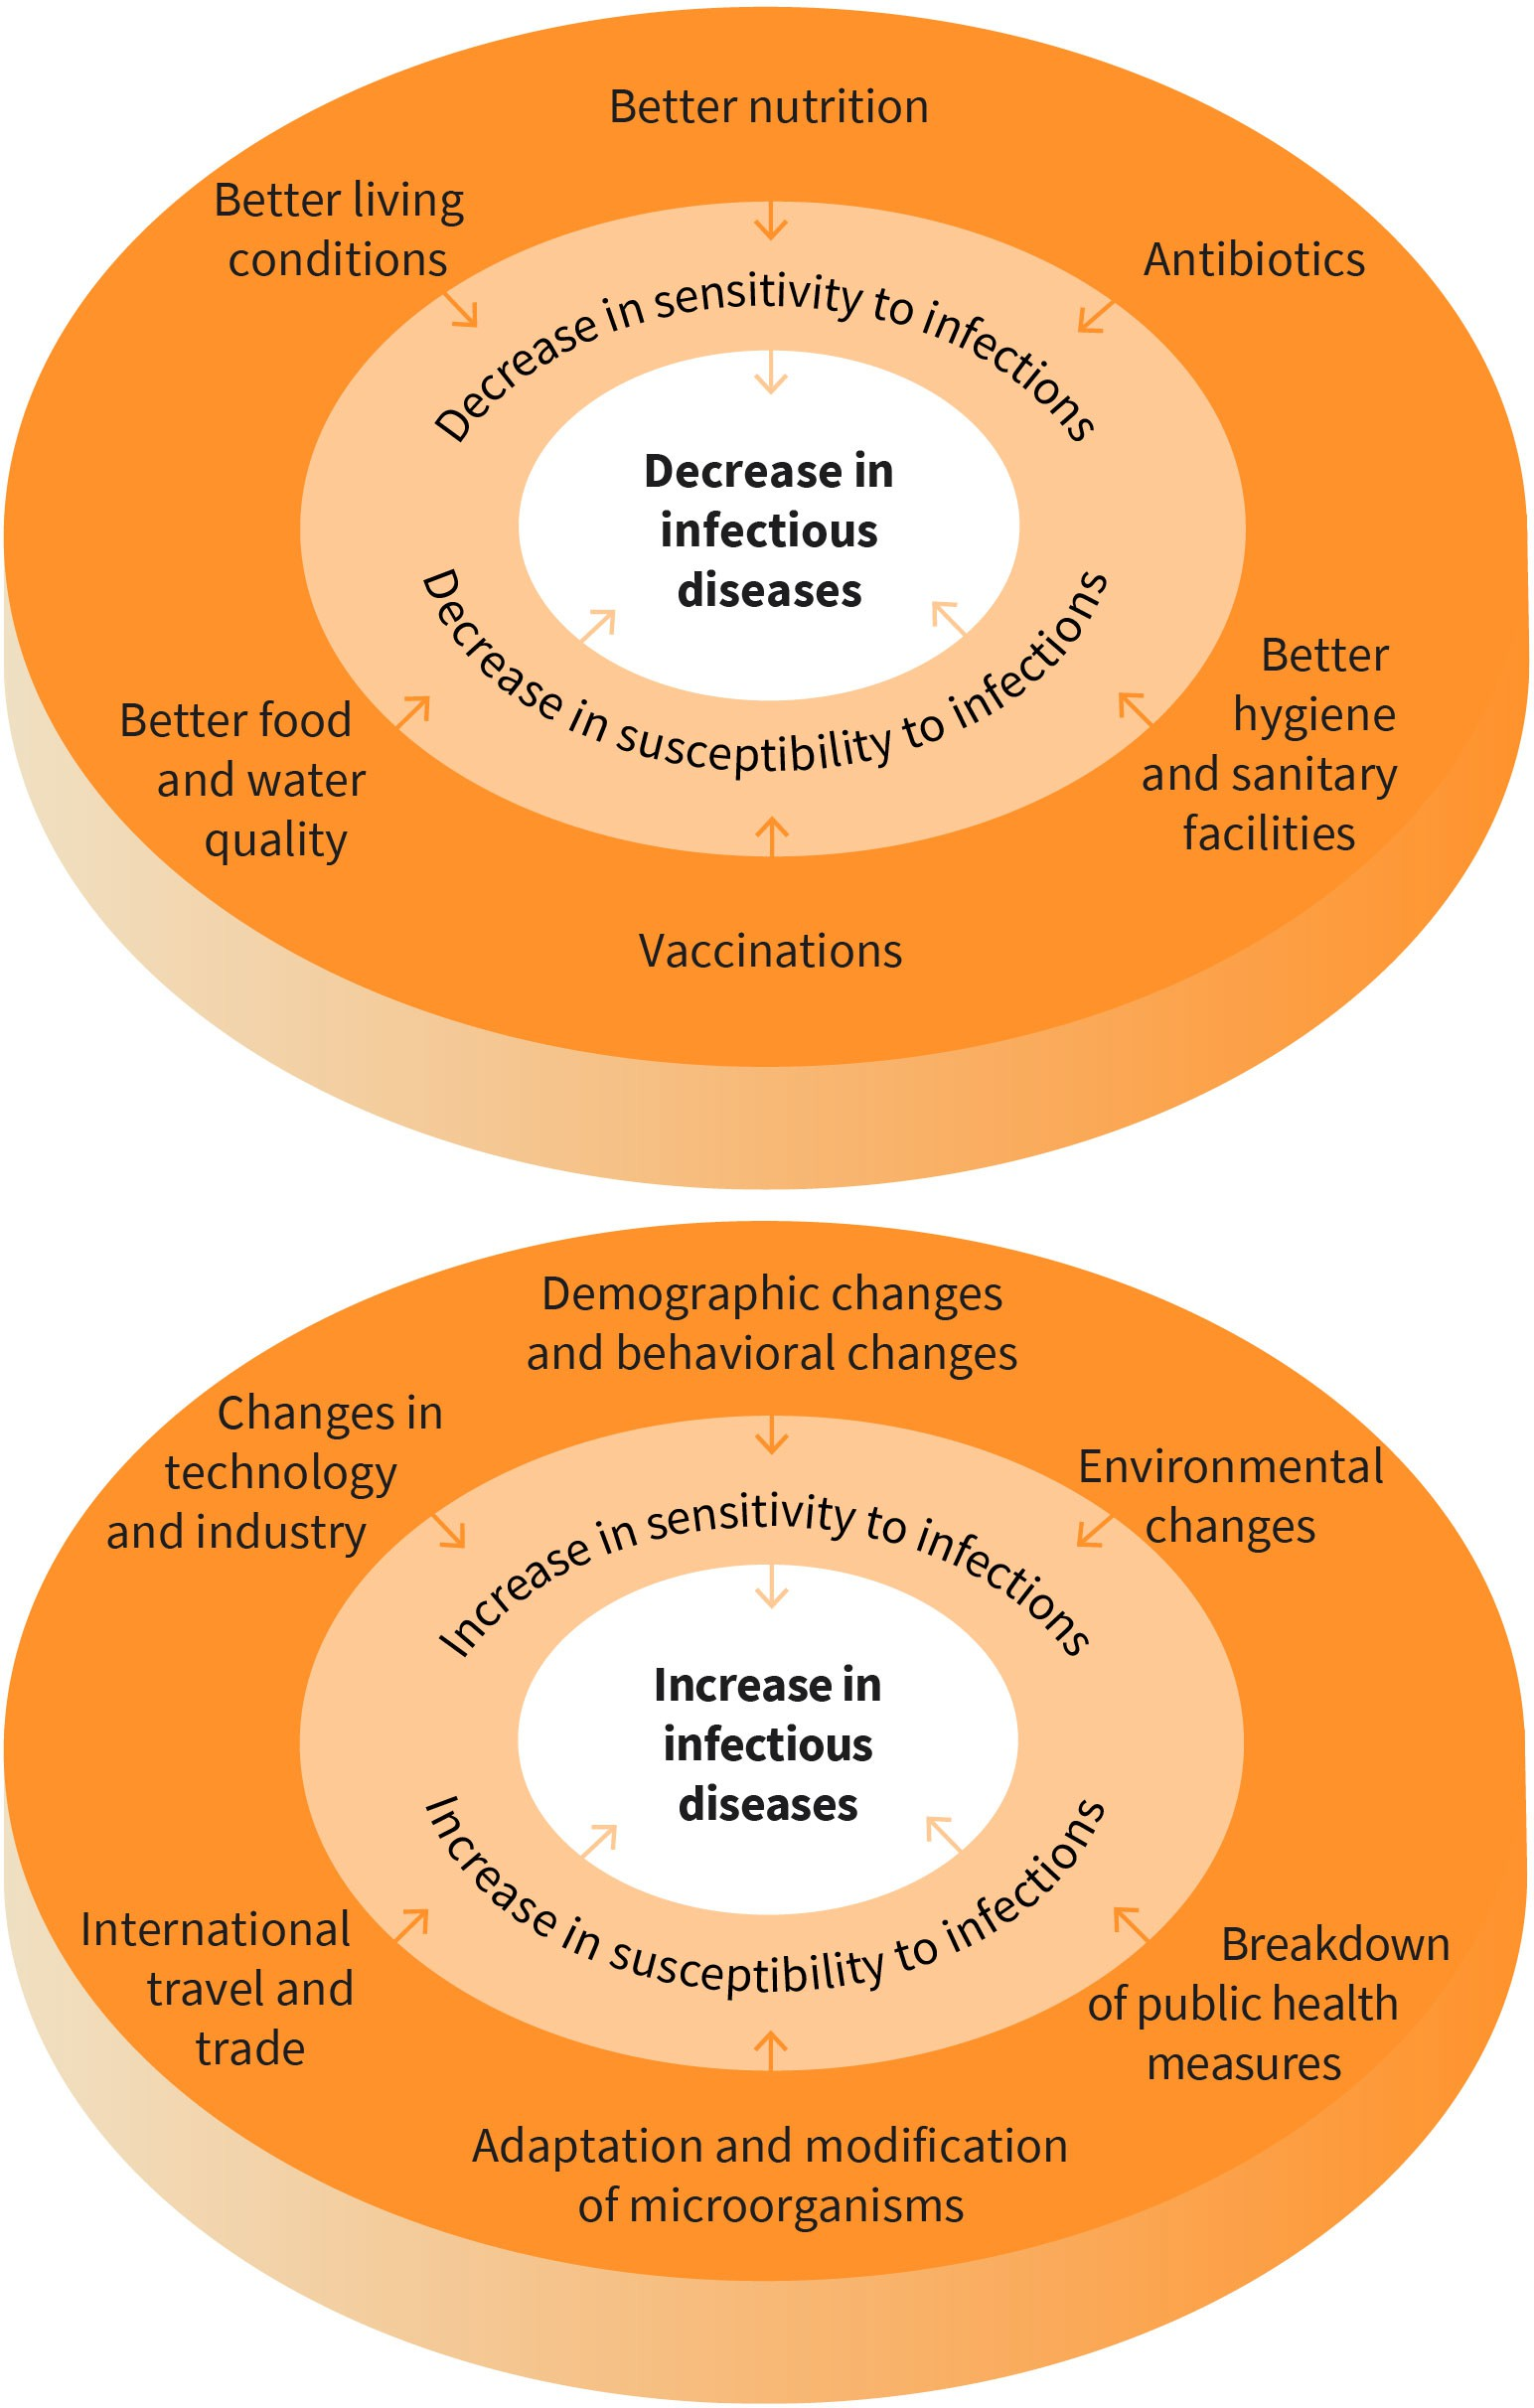 Better nutrition
Better living
conditions
Antibiotics
Decrease in sensitivity to infections
Decrease in
infectious
diseases
Decrease in susceptibility to infections
Better food
and water
quality
Better
hygiene
and sanitary
facilities
Vaccinations
Demographic changes
and behavioral changes
Changes in
technology
and industry
Environmental
changes
Increase in sensitivity to infections
Increase in
infectious
diseases
Increase in susceptibility to infections
International
travel and
trade
Breakdown
of public health
measures
Adaptation and modification
of microorganisms